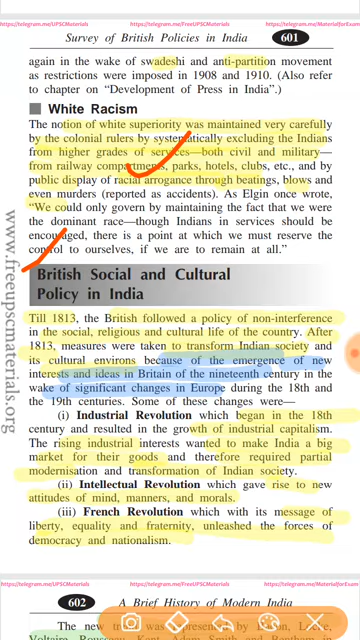 https://telegram.me/UPSCMaterials https://telegram.me/FreeUPSCMaterials https://telegram.me/UPSCMaterials
Survey of British Policies in India 601
again in the wake of swadeshi and anti-partition movement
as restrictions were imposed in 1908 and 1910. (Also refer
to chapter on “Development of Press in India”.)
White Racism
The notion of white superiority was maintained very carefully
by the colonial rulers by systematically excluding the Indians
from higher grades of services—both civil and military—
from railway compartments, parks, hotels, clubs, etc., and by
public display of racial arrogance through beatings, blows and
even murders (reported as accidents). As Elgin once wrote,
“We could only govern by maintaining the fact that we were
the dominant race—though Indians in services should be
encouraged, there is a point at which we must reserve the
control to ourselves, if we are to remain at all.”
www.freeupscmaterials.org
British Social and Cultural
Policy in India
Till 1813, the British followed a policy of non-interference
in the social, religious and cultural life of the country. After
1813, measures were taken to transform Indian society and
its cultural environs because of the emergence of new
interests and ideas in Britain of the nineteenth century in the
wake of significant changes in Europe during the 18th and
the 19th centuries. Some of these changes were—
(i) Industrial Revolution which began in the 18th
century and resulted in the growth of industrial capitalism.
The rising industrial interests wanted to make India a big
market for their goods and therefore required partial
modernisation and transformation of Indian society.
(ii) Intellectual Revolution which gave rise to new
attitudes of mind, manners, and morals.
(iii) French Revolution which with its message of
liberty, equality and fraternity, unleashed the forces of
democracy and nationalism.
https://telegram.me/UPSCMaterials https://telegram.me/FreeUPSCMaterials https://telegram.me/UPSCMaterials
602 A Brief History of Modern India
The new was represented by